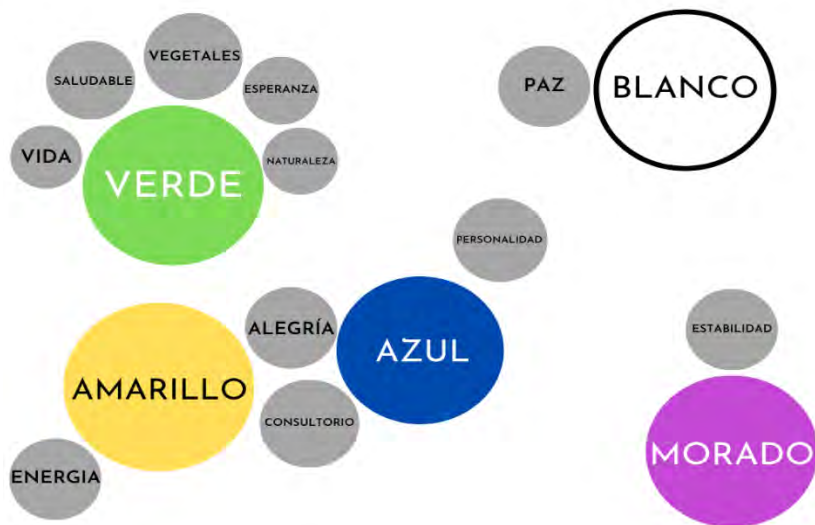 VEGETALES
SALUDABLE
ESPERANZA
VIDA
NATURALEZA
VERDE
PAZ
BLANCO
PERSONALIDAD
ALEGRÍA
AZUL
AMARILLO
CONSULTORIO
ENERGIA
ESTABILIDAD
MORADO